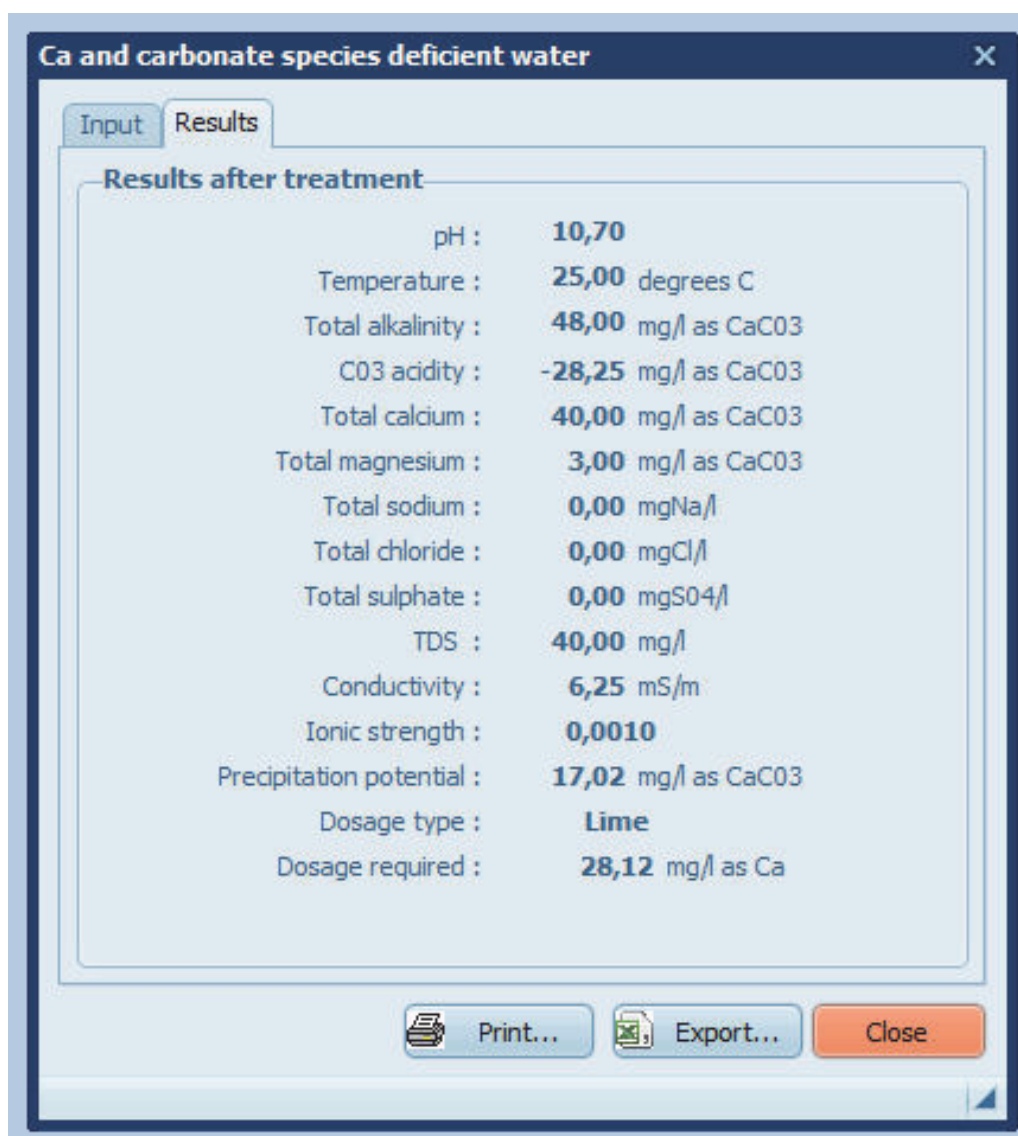 Ca and carbonate species deficient water
Input Results
Results after treatment
pH : 10,70
Temperature : 25,00 degrees C
Total alkalinity : 48,00 mg/l as CaC03
C03 acidity : -28,25 mg/l as CaC03
Total calcium : 40,00 mg/l as CaC03
Total magnesium : 3,00 mg/l as CaC03
Total sodium : 0,00 mgNa/l
Total chloride : 0,00 mgCl/l
Total sulphate : 0,00 mgS04/l
TDS : 40,00 mg/l
Conductivity : 6,25 mS/m
Ionic strength : 0,0010
Precipitation potential : 17,02 mg/l as CaC03
Dosage type : Lime
Dosage required : 28,12 mg/l as Ca
Print... Export... Close